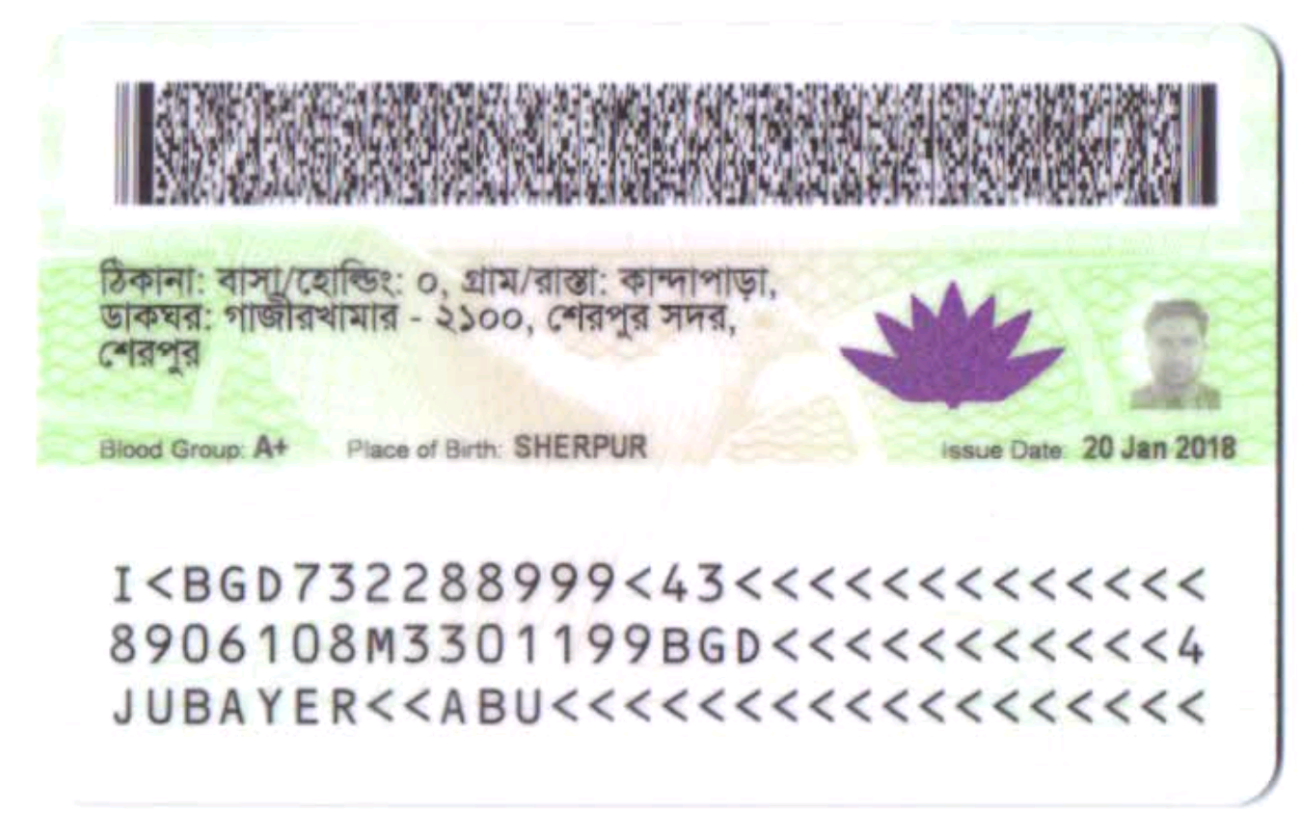 ঠিকানা: বাসা/হোল্ডিং: ০, গ্রাম/রাস্তা: কান্দাপাড়া,
ডাকঘর: গাজীরখামার - ২১০০, শেরপুর সদর,
শেরপুর
Blood Group: A+ Place of Birth: SHERPUR Issue Date: 20 Jan 2018
I<BGD732288999<43<<<<<<<<<<<<<
8906108M3301199BGD<<<<<<<<<<<4
JUBAYER<<ABU<<<<<<<<<<<<<<<<<<